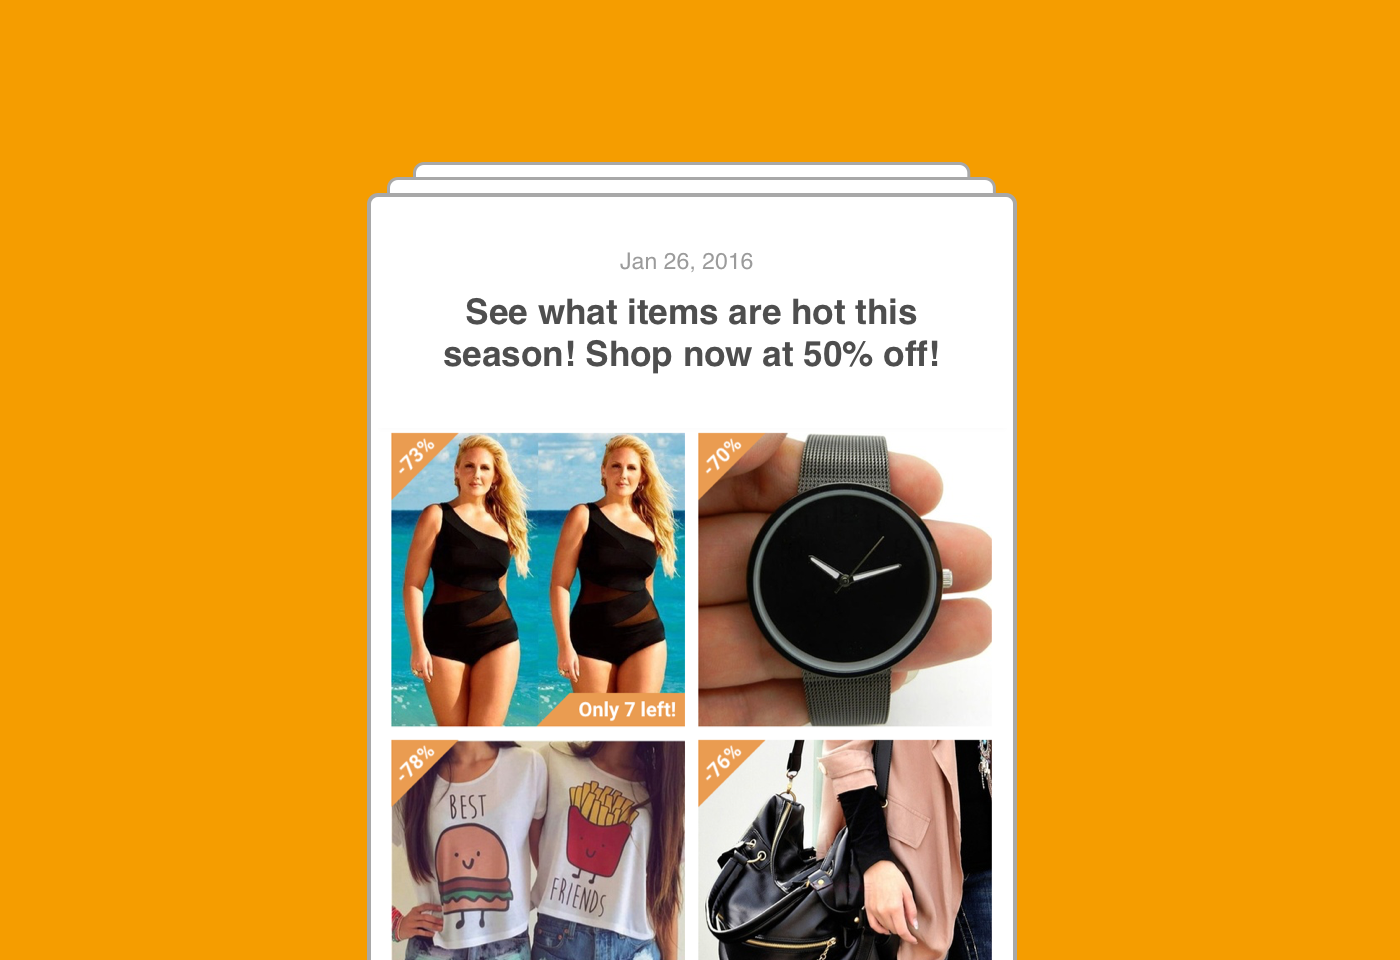 Jan 26, 2016
See what items are hot this
season! Shop now at 50% off!
-73%
-70%
Only 7 left!
-78%
-76%
BEST
FRIENDS